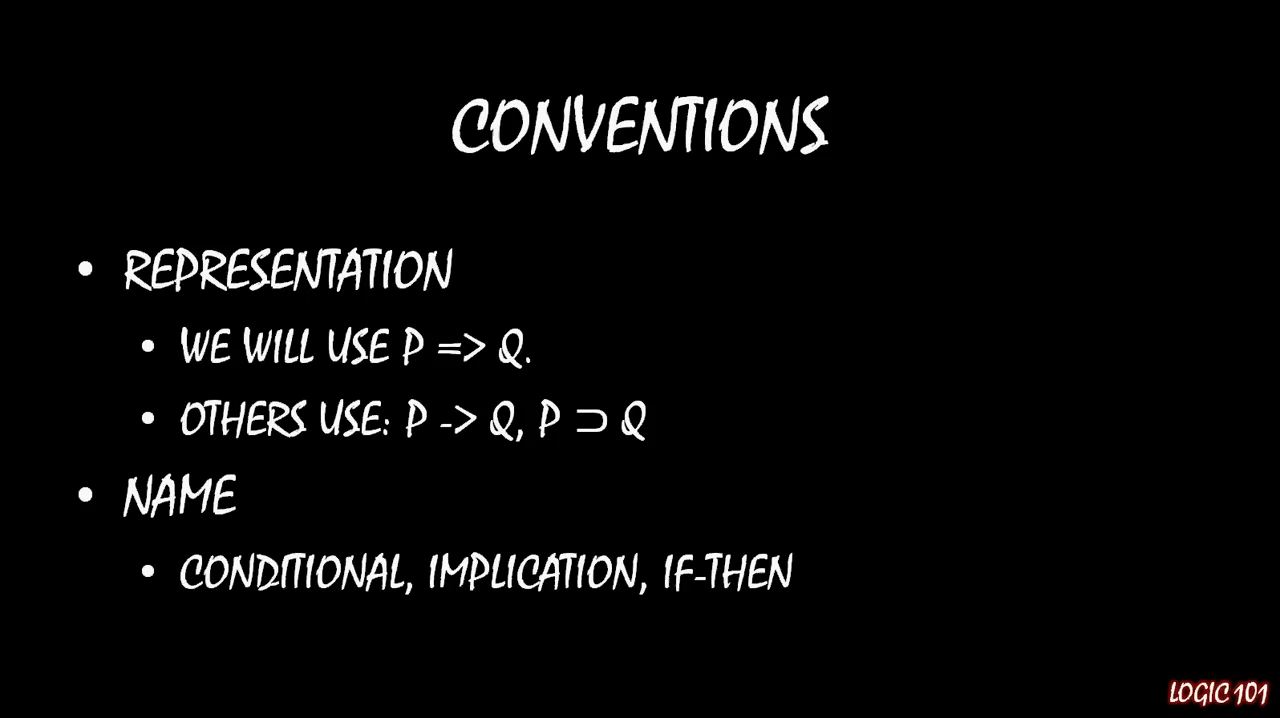 CONVENTIONS
• REPRESENTATION
• WE WILL USE P => Q.
• OTHERS USE: P -> Q, P ⊃ Q
• NAME
• CONDITIONAL, IMPLICATION, IF-THEN
LOGIC 101